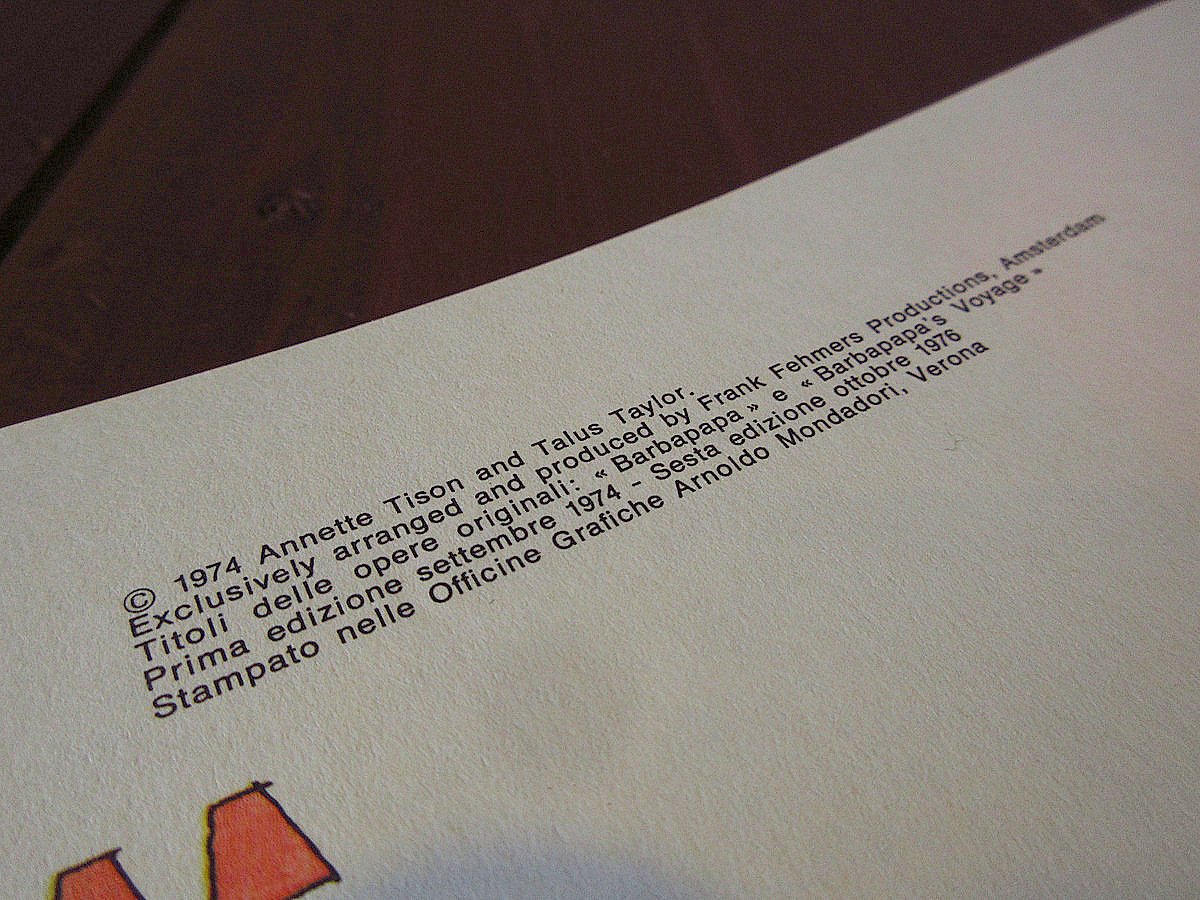 © 1974 Annette Tison and Talus Taylor.
Exclusively arranged and produced by Frank Fehmers Productions, Amsterdam
Titoli delle opere originali: « Barbapapa » e « Barbapapa's Voyage »
Prima edizione settembre 1974 - Sesta edizione ottobre 1976
Stampato nelle Officine Grafiche Arnoldo Mondadori, Verona